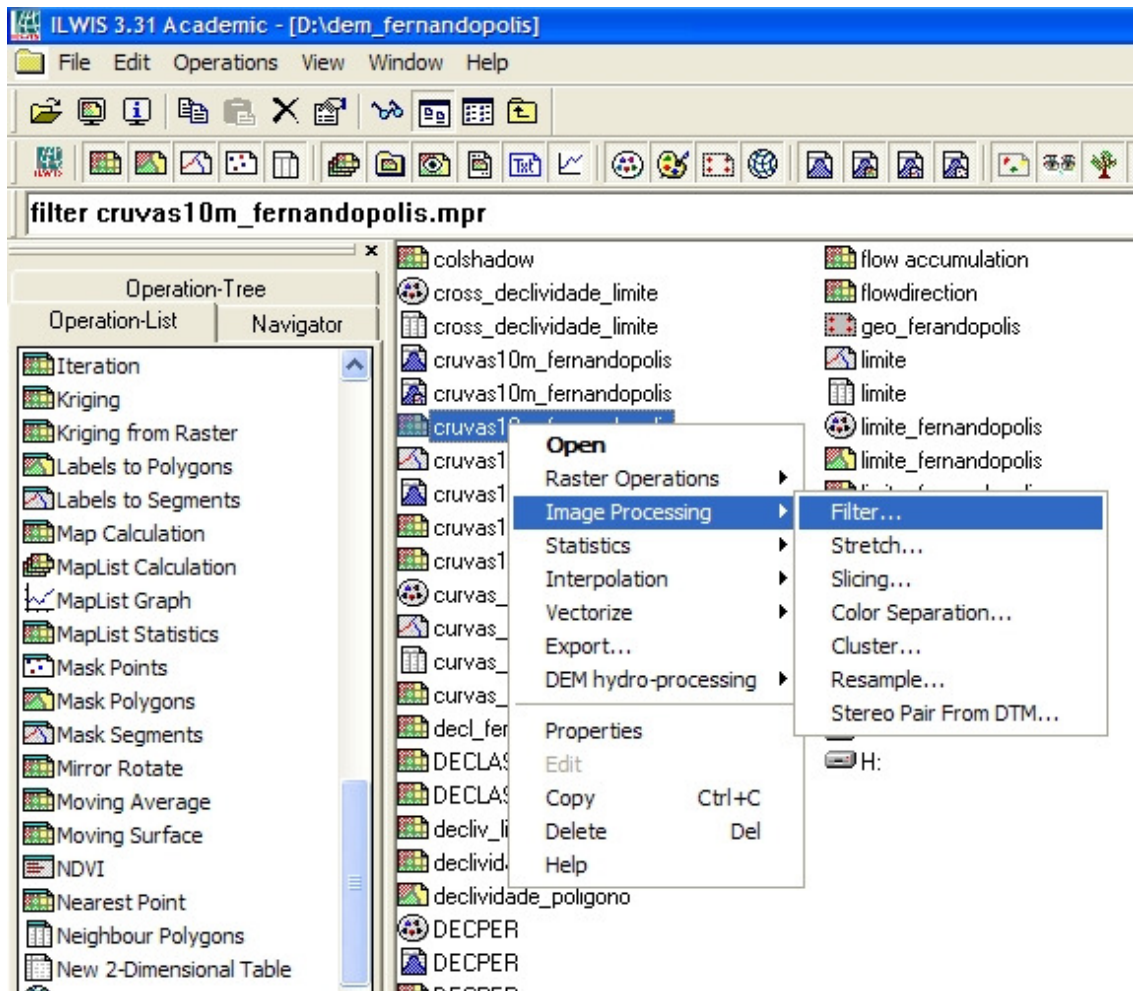 ILWIS 3.31 Academic - [D:\dem_fernandopolis]
File Edit Operations View Window Help
filter cruvas10m_fernandopolis.mpr
Operation-Tree
Operation-List Navigator
Iteration
Kriging
Kriging from Raster
Labels to Polygons
Labels to Segments
Map Calculation
MapList Calculation
MapList Graph
MapList Statistics
Mask Points
Mask Polygons
Mask Segments
Mirror Rotate
Moving Average
Moving Surface
NDVI
Nearest Point
Neighbour Polygons
New 2-Dimensional Table
colshadow
cross_declividade_limite
cross_declividade_limite
cruvas10m_fernandopolis
cruvas10m_fernandopolis
cruvas1
cruvas1
cruvas1
cruvas1
cruvas1
curvas_
curvas_
curvas_
curvas_
decl_fer
DECLAS
DECLAS
decliv_li
declivid
declividade_poligono
DECPER
DECPER
DECPER
flow accumulation
flowdirection
geo_ferandopolis
limite
limite
limite_fernandopolis
limite_fernandopolis
H:
Open
Raster Operations
Image Processing
Statistics
Interpolation
Vectorize
Export...
DEM hydro-processing
Properties
Edit
Copy Ctrl+C
Delete Del
Help
Filter...
Stretch...
Slicing...
Color Separation...
Cluster...
Resample...
Stereo Pair From DTM...